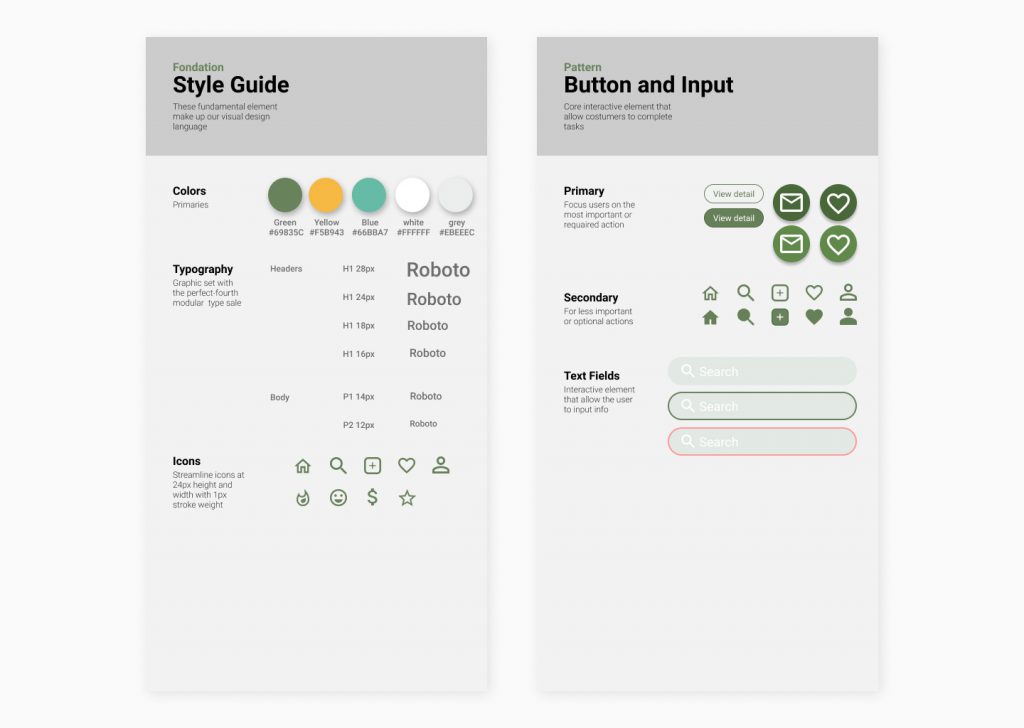 Fondation
Style Guide
These fundamental element
make up our visual design
language
Colors
Primaries
Green
#69835C
Yellow
#F5B943
Blue
#66BBA7
white
#FFFFFF
grey
#EBEEEC
Typography
Graphic set with
the perfect-fourth
modular type sale
Headers
H1 28px
Roboto
H1 24px
Roboto
H1 18px
Roboto
H1 16px
Roboto
Body
P1 14px
Roboto
P2 12px
Roboto
Icons
Streamline icons at
24px height and
width with 1px
stroke weight
Pattern
Button and Input
Core interactive element that
allow costumers to complete
tasks
Primary
Focus users on the
most important or
requaired action
View detail
View detail
Secondary
For less important
or optional actions
Text Fields
Interactive element
that allow the user
to input info
Search
Search
Search